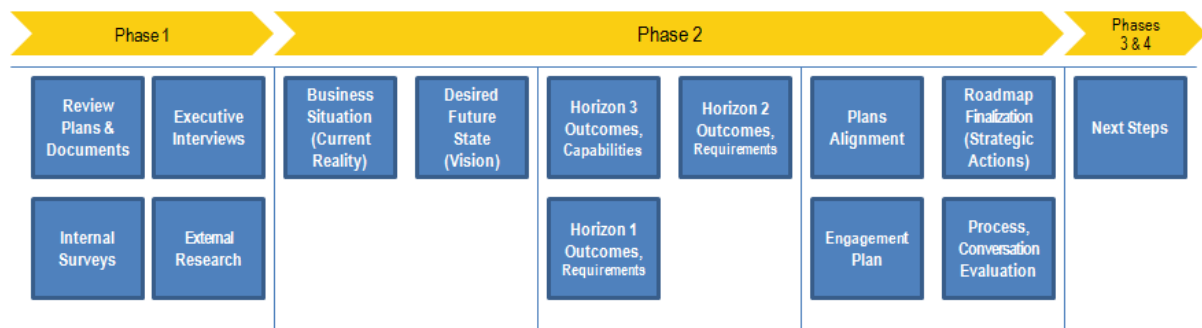 Phase 1
Phase 2
Phases
3 & 4
Review
Plans &
Documents
Executive
Interviews
Business
Situation
(Current
Reality)
Desired
Future
State
(Vision)
Horizon 3
Outcomes,
Capabilities
Horizon 2
Outcomes,
Requirements
Plans
Alignment
Roadmap
Finalization
(Strategic
Actions)
Next Steps
Internal
Surveys
External
Research
Horizon 1
Outcomes,
Requirements
Engagement
Plan
Process,
Conversation
Evaluation